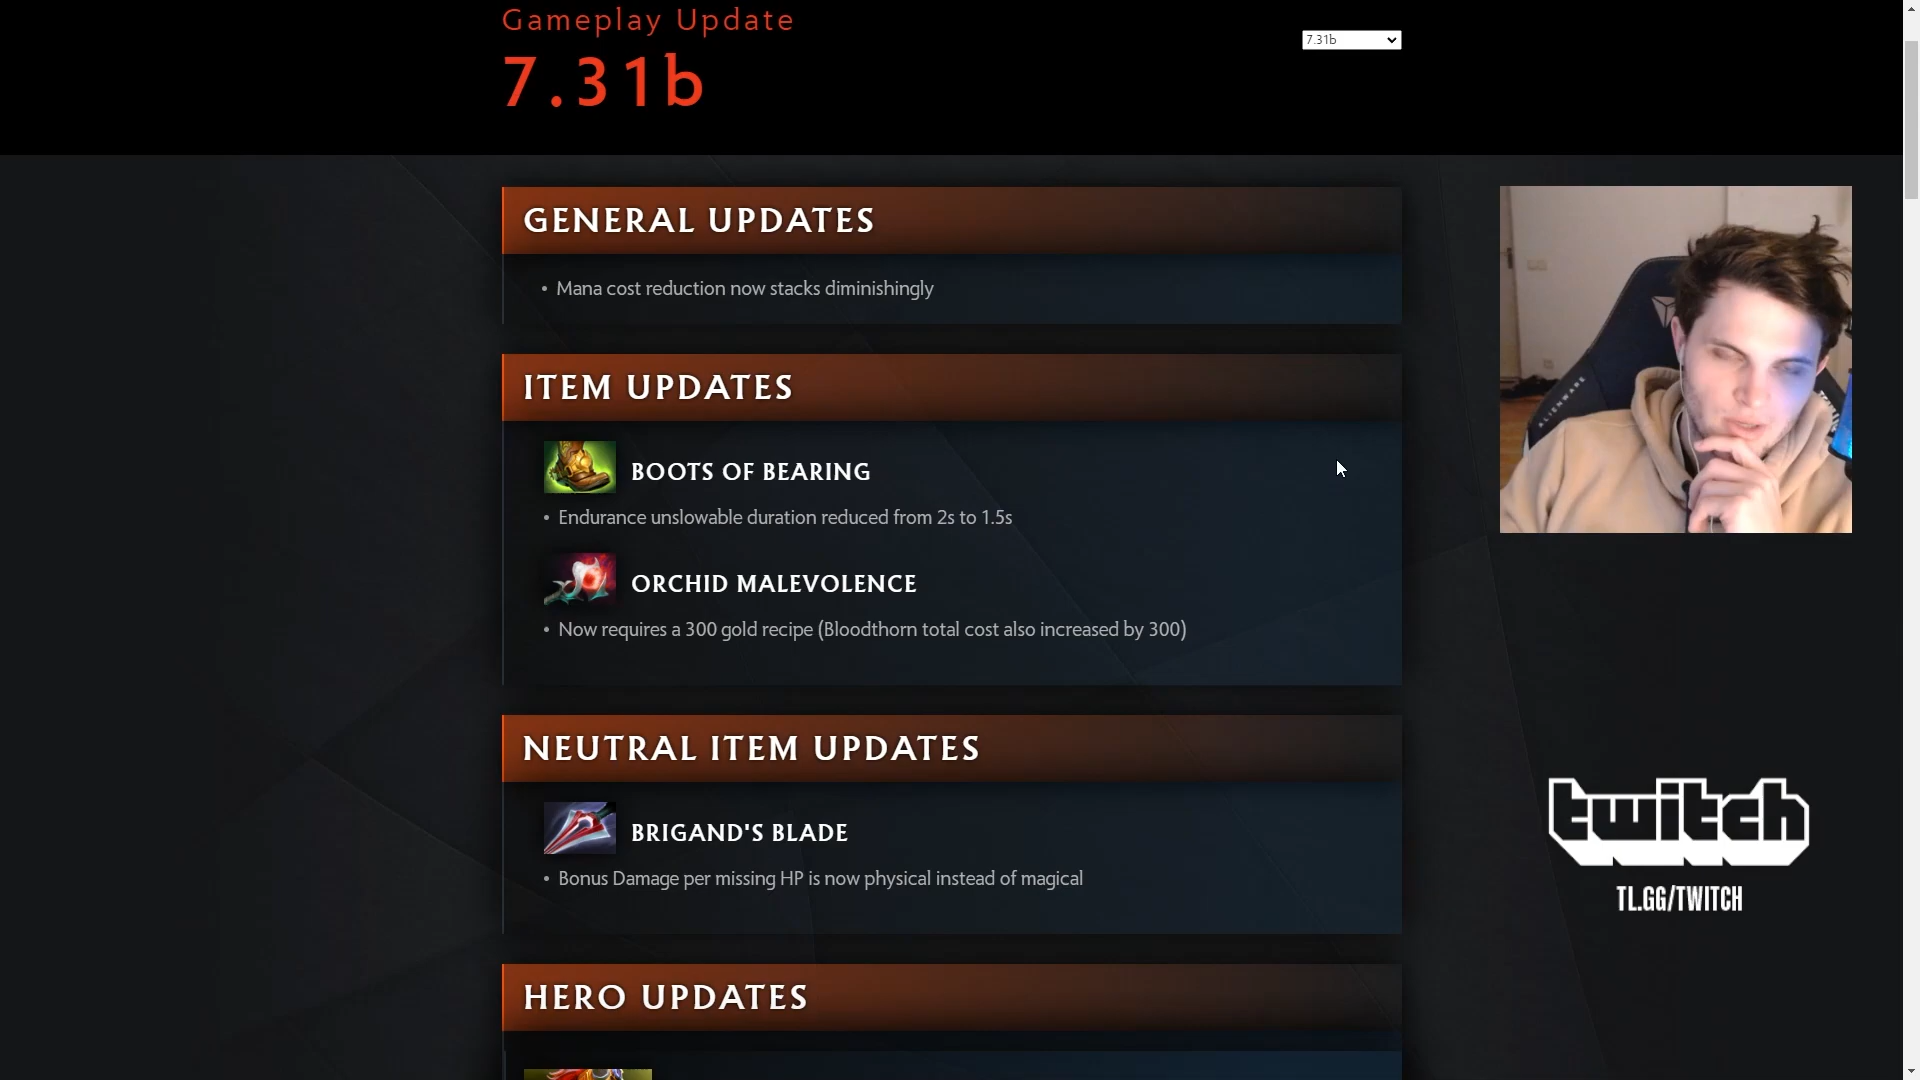 Gameplay Update
7.31b
7.31b
GENERAL UPDATES
• Mana cost reduction now stacks diminishingly
ITEM UPDATES
BOOTS OF BEARING
• Endurance unslowable duration reduced from 2s to 1.5s
ORCHID MALEVOLENCE
• Now requires a 300 gold recipe (Bloodthorn total cost also increased by 300)
NEUTRAL ITEM UPDATES
BRIGAND'S BLADE
• Bonus Damage per missing HP is now physical instead of magical
HERO UPDATES
ALIENWARE
twitch
TL.GG/TWITCH